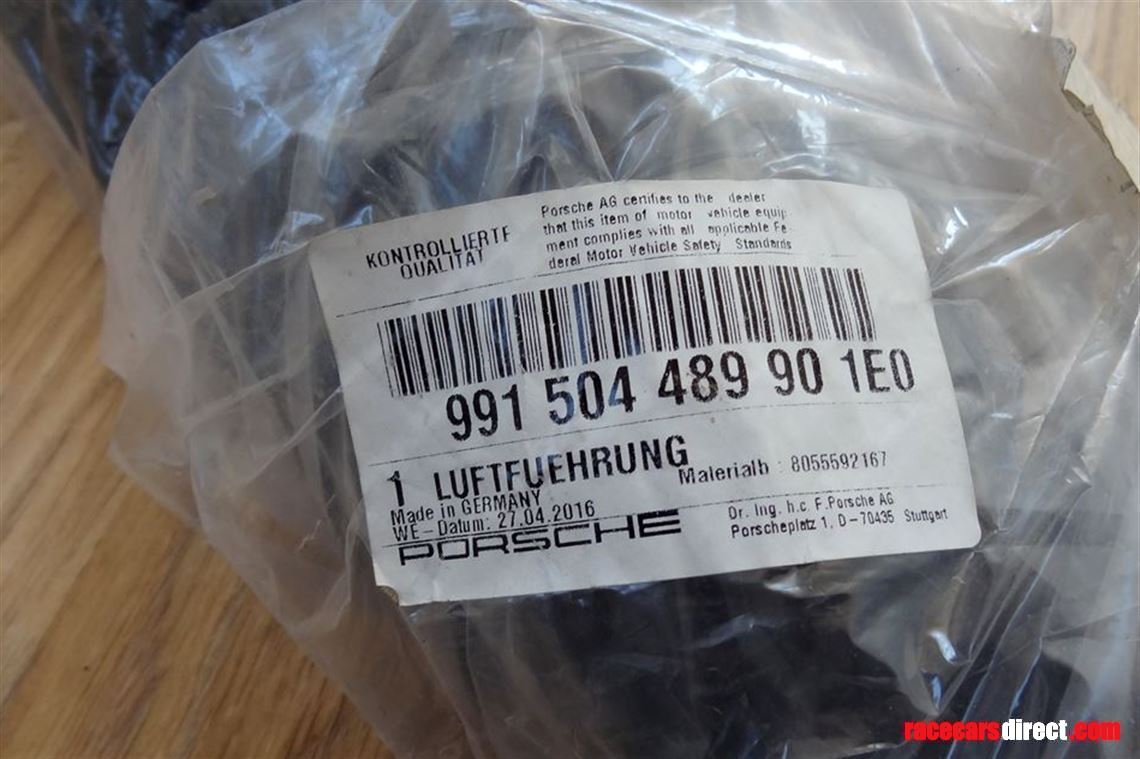 KONTROLLIERTE
QUALITÄT
Porsche AG certifies to the dealer
that this item of motor vehicle equip
ment complies with all applicable Fe-
deral Motor Vehicle Safety Standards
991 504 489 90 1E0
1 LUFTFUEHRUNG
Materialb : 8055592167
Made in GERMANY
WE-Datum: 27.04.2016
PORSCHE
Dr. Ing. h.c. F.Porsche AG
Porscheplatz 1, D-70435 Stuttgart
racecarsdirect.com